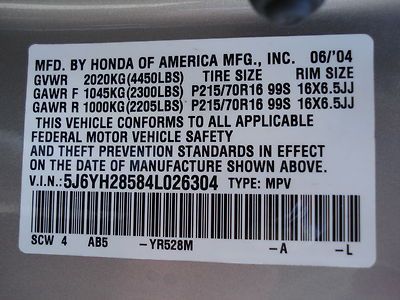 MFD. BY HONDA OF AMERICA MFG., INC. 06/'04
GVWR 2020KG(4450LBS) TIRE SIZE RIM SIZE
GAWR F 1045KG(2300LBS) P215/70R16 99S 16X6.5JJ
GAWR R 1000KG(2205LBS) P215/70R16 99S 16X6.5JJ
THIS VEHICLE CONFORMS TO ALL APPLICABLE
FEDERAL MOTOR VEHICLE SAFETY
AND THEFT PREVENTION STANDARDS IN EFFECT
ON THE DATE OF MANUFACTURE SHOWN ABOVE.
V.I.N.: 5J6YH28584L026304 TYPE: MPV
SCW 4 AB5 -YR528M -A -L